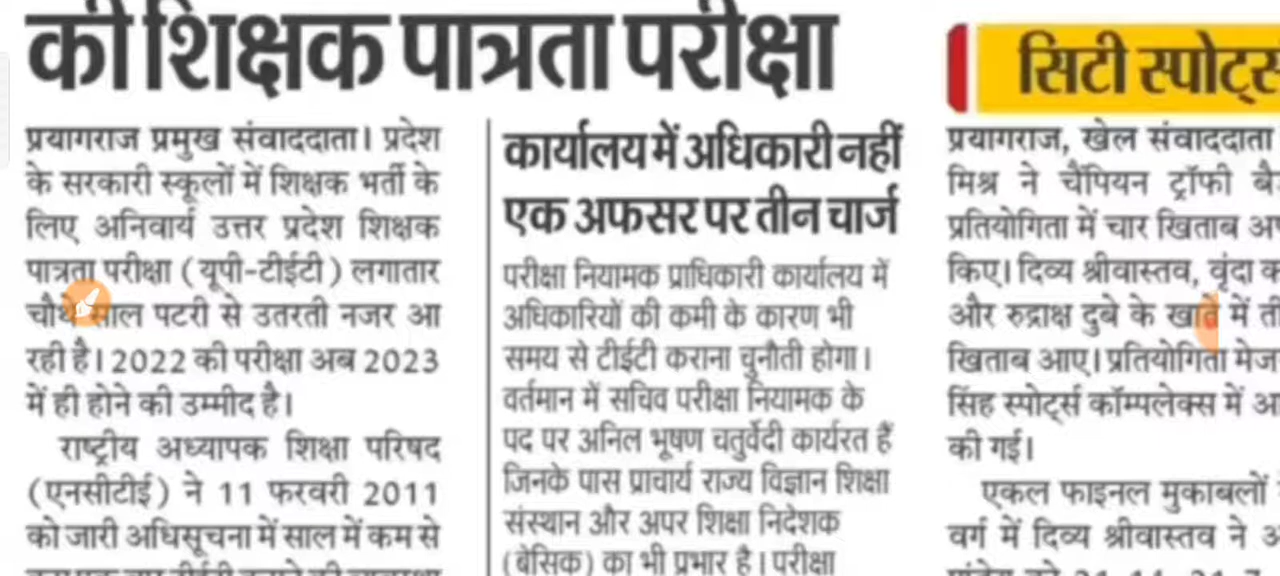 की शिक्षक पात्रता परीक्षा
प्रयागराज प्रमुख संवाददाता। प्रदेश
के सरकारी स्कूलों में शिक्षक भर्ती के
लिए अनिवार्य उत्तर प्रदेश शिक्षक
पात्रता परीक्षा (यूपी-टीईटी) लगातार
चौथे साल पटरी से उतरती नजर आ
रही है। 2022 की परीक्षा अब 2023
में ही होने की उम्मीद है।
राष्ट्रीय अध्यापक शिक्षा परिषद
(एनसीटीई) ने 11 फरवरी 2011
को जारी अधिसूचना में साल में कम से
कार्यालय में अधिकारी नहीं
एक अफसर पर तीन चार्ज
परीक्षा नियामक प्राधिकारी कार्यालय में
अधिकारियों की कमी के कारण भी
समय से टीईटी कराना चुनौती होगा।
वर्तमान में सचिव परीक्षा नियामक के
पद पर अनिल भूषण चतुर्वेदी कार्यरत हैं
जिनके पास प्राचार्य राज्य विज्ञान शिक्षा
संस्थान और अपर शिक्षा निदेशक
(बेसिक) का भी प्रभार है। परीक्षा
सिटी स्पोर्ट्स
प्रयागराज, खेल संवाददाता
मिश्र ने चैंपियन ट्रॉफी
प्रतियोगिता में चार खिताब
किए। दिव्य श्रीवास्तव, वृंदा
और रुद्राक्ष दुबे के खाते में
खिताब आए। प्रतियोगिता
सिंह स्पोर्ट्स कॉम्पलेक्स में
की गई।
एकल फाइनल मुकाबलों
वर्ग में दिव्य श्रीवास्तव ने